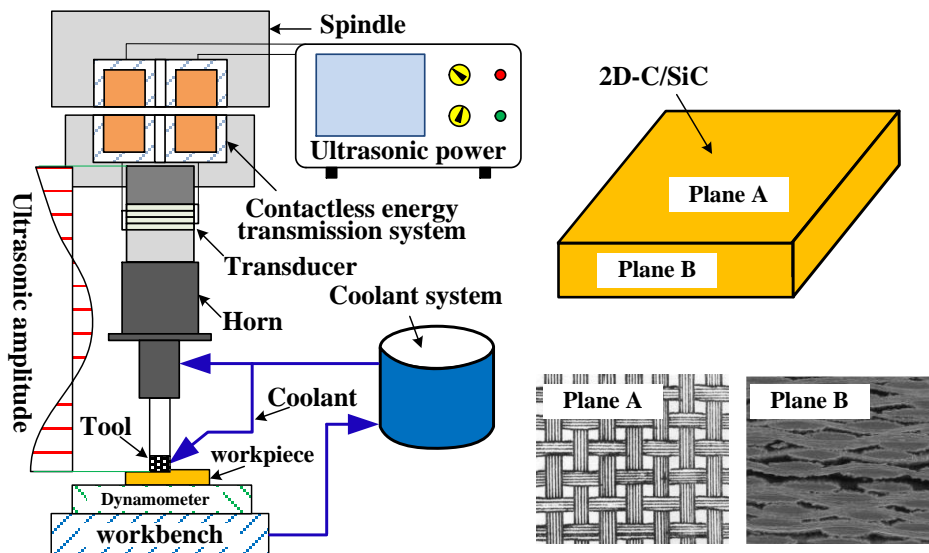 Spindle
Ultrasonic power
Contactless energy
transmission system
Transducer
Horn
Ultrasonic amplitude
Coolant system
Coolant
Tool
workpiece
Dynamometer
workbench
2D-C/SiC
Plane A
Plane B
Plane A
Plane B